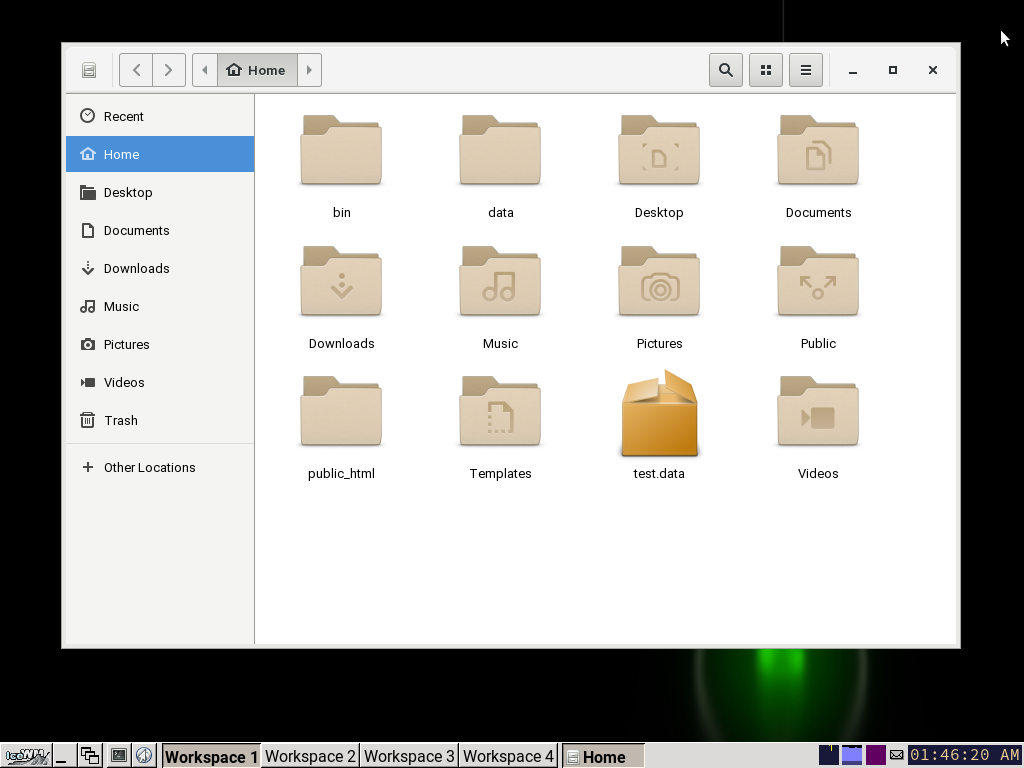 Home
Recent
Home
Desktop
Documents
Downloads
Music
Pictures
Videos
Trash
Other Locations
bin
data
Desktop
Documents
Downloads
Music
Pictures
Public
public_html
Templates
test.data
Videos
IceWM
Workspace 1
Workspace 2
Workspace 3
Workspace 4
Home
01:46:20 AM